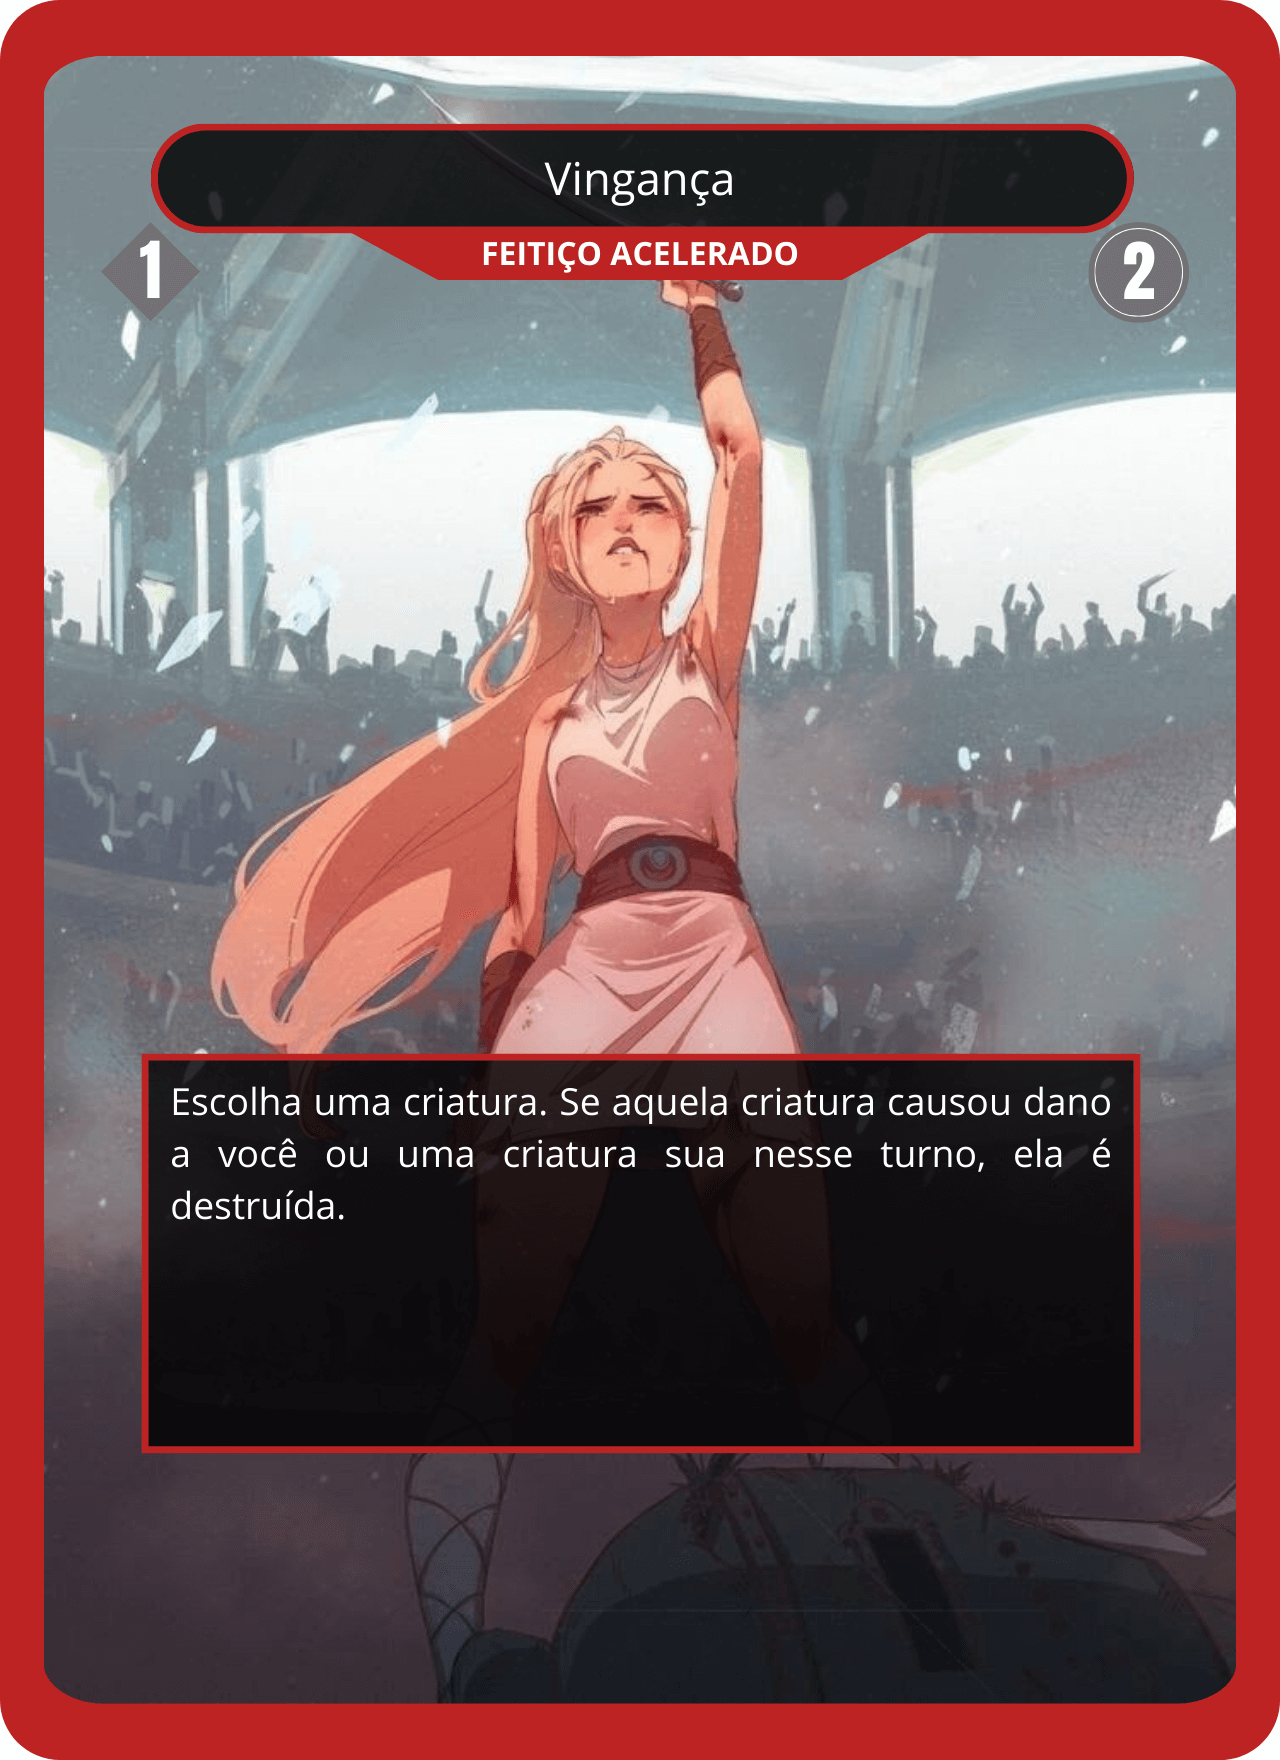 Vingança
FEITIÇO ACELERADO
1
2
Escolha uma criatura. Se aquela criatura causou dano
a você ou uma criatura sua nesse turno, ela é
destruída.